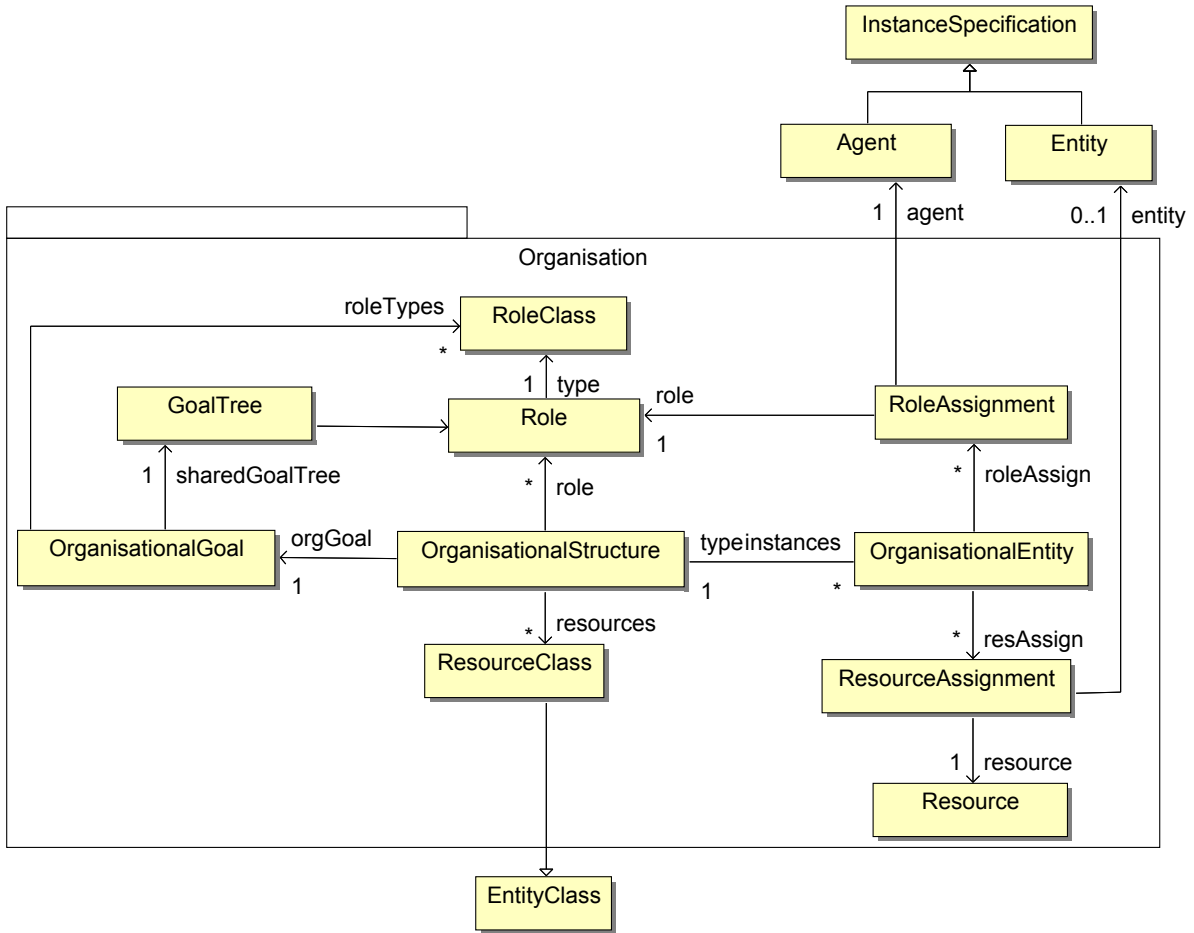 InstanceSpecification
Agent
Entity
1 agent
0..1 entity
Organisation
roleTypes
*
RoleClass
1 type
GoalTree
Role
role
1
RoleAssignment
1 sharedGoalTree
* role
* roleAssign
OrganisationalGoal
orgGoal
1
OrganisationalStructure
typeinstances
1
*
OrganisationalEntity
* resources
* resAssign
ResourceClass
ResourceAssignment
1 resource
Resource
EntityClass